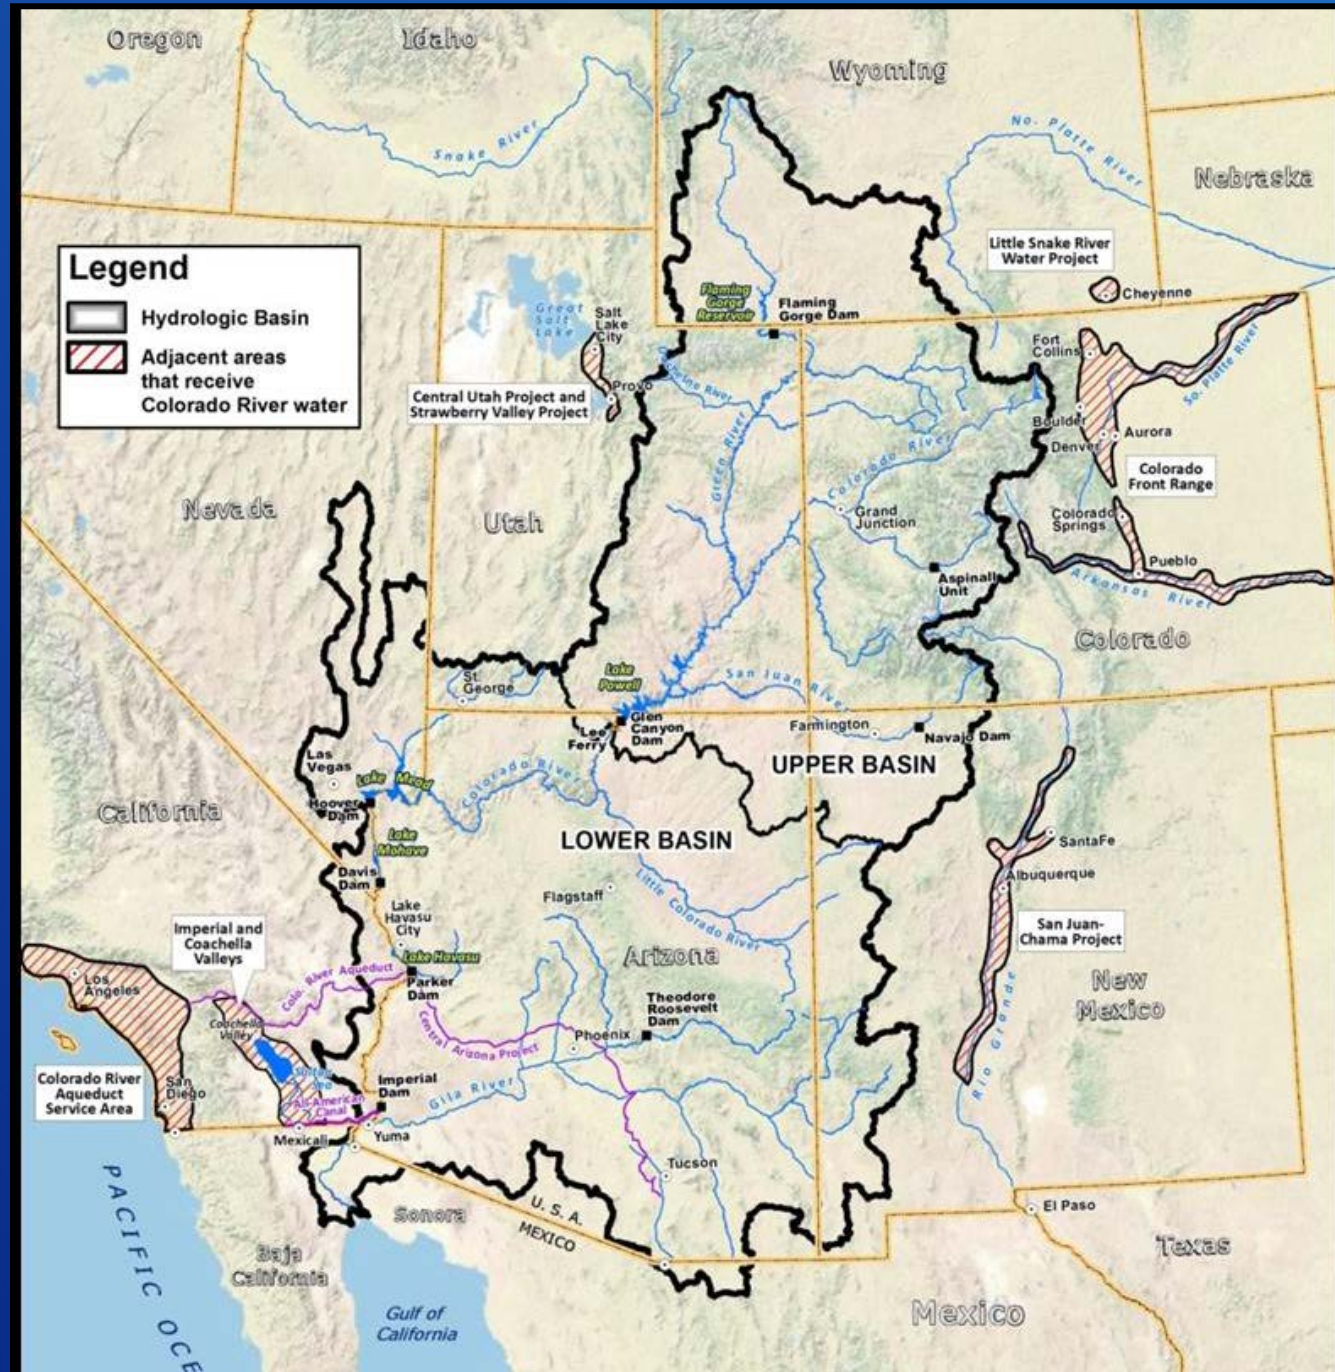 Oregon
Idaho
Wyoming
Snake River
No. Platte River
Nebraska
Legend
Hydrologic Basin
Adjacent areas
that receive
Colorado River water
Little Snake River
Water Project
Cheyenne
Flaming
Gorge
Reservoir
Flaming
Gorge Dam
Great
Salt
Lake
Salt
Lake
City
Provo
Central Utah Project and
Strawberry Valley Project
River
Green River
Fort
Collins
So. Platte River
Boulder
Denver
Aurora
Colorado
Front Range
Colorado River
Grand
Junction
Colorado
Springs
Pueblo
Arkansas River
Aspinall
Unit
Nevada
Utah
Colorado
St.
George
Lake
Powell
San Juan River
Glen
Canyon
Dam
Lee
Ferry
Farmington
Navajo Dam
UPPER BASIN
Las
Vegas
Lake Mead
Colorado River
Hoover
Dam
California
Lake
Mohave
LOWER BASIN
Davis
Dam
Flagstaff
Little Colorado River
Santa Fe
Albuquerque
Lake
Havasu
City
Lake Havasu
Imperial and
Coachella
Valleys
Colo. River Aqueduct
Parker
Dam
Arizona
San Juan-
Chama Project
New
Mexico
Los
Angeles
Coachella
Valley
Salton
Sea
Central Arizona Project
Phoenix
Theodore
Roosevelt
Dam
Rio Grande
Colorado River
Aqueduct
Service Area
San
Diego
All-American
Canal
Imperial
Dam
Gila River
Mexicali
Yuma
Tucson
U. S. A.
MEXICO
Sonora
Baja
California
El Paso
Texas
Mexico
Gulf of
California
PACIFIC OCE